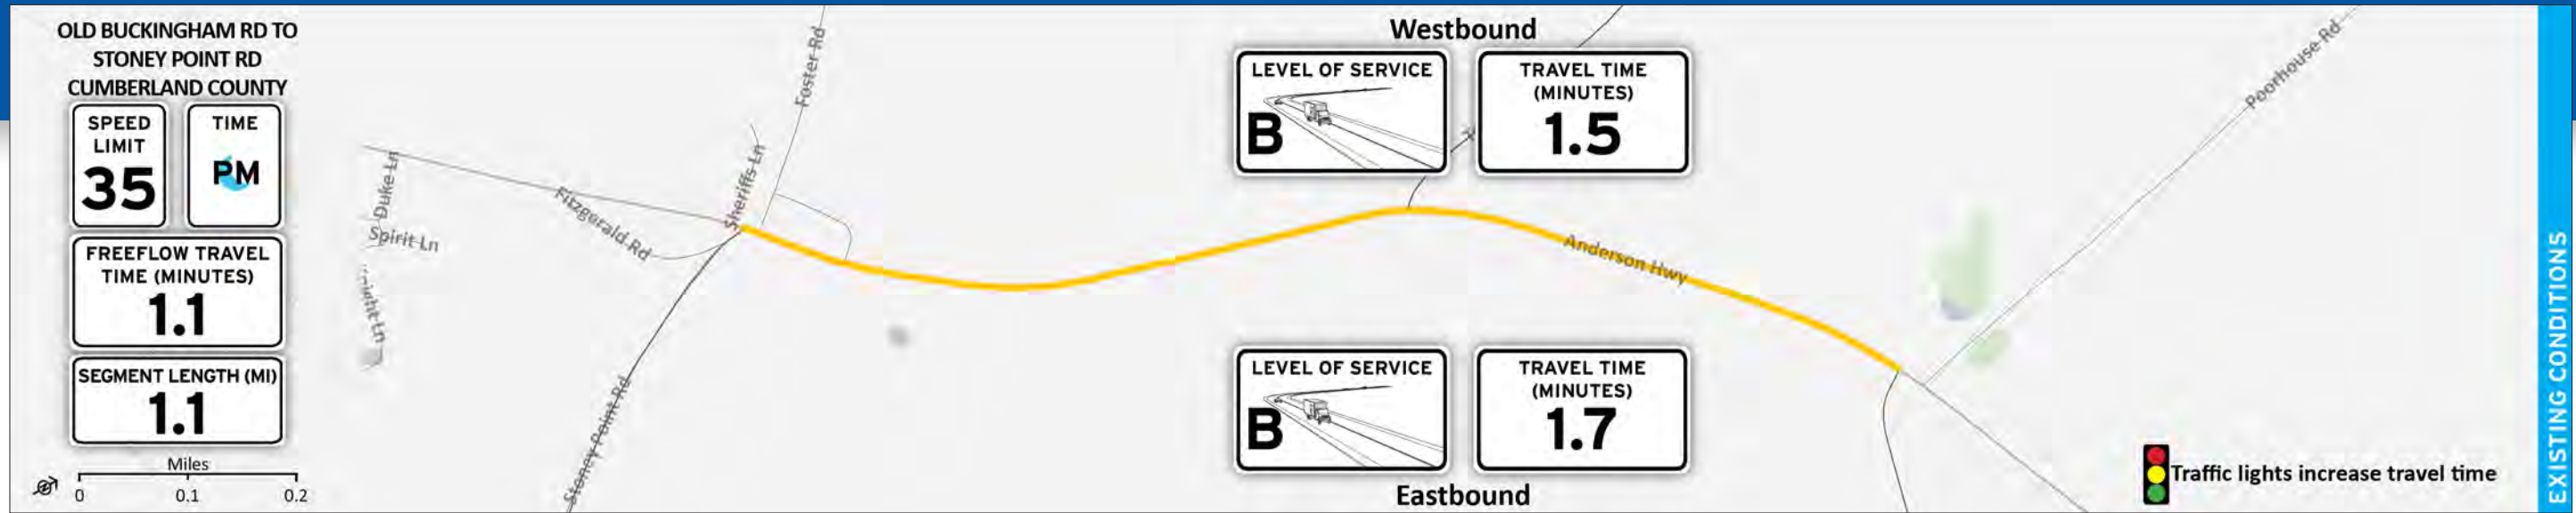 OLD BUCKINGHAM RD TO
STONEY POINT RD
CUMBERLAND COUNTY
SPEED
LIMIT
35
TIME
PM
FREEFLOW TRAVEL
TIME (MINUTES)
1.1
SEGMENT LENGTH (MI)
1.1
Miles
0 0.1 0.2
Duke Ln
Spirit Ln
Fitzgerald Rd
Sheriffs Ln
Foster Rd
Stoney Point Rd
Westbound
LEVEL OF SERVICE
B
TRAVEL TIME
(MINUTES)
1.5
Anderson Hwy
Poorhouse Rd
LEVEL OF SERVICE
B
TRAVEL TIME
(MINUTES)
1.7
Eastbound
Traffic lights increase travel time
EXISTING CONDITIONS